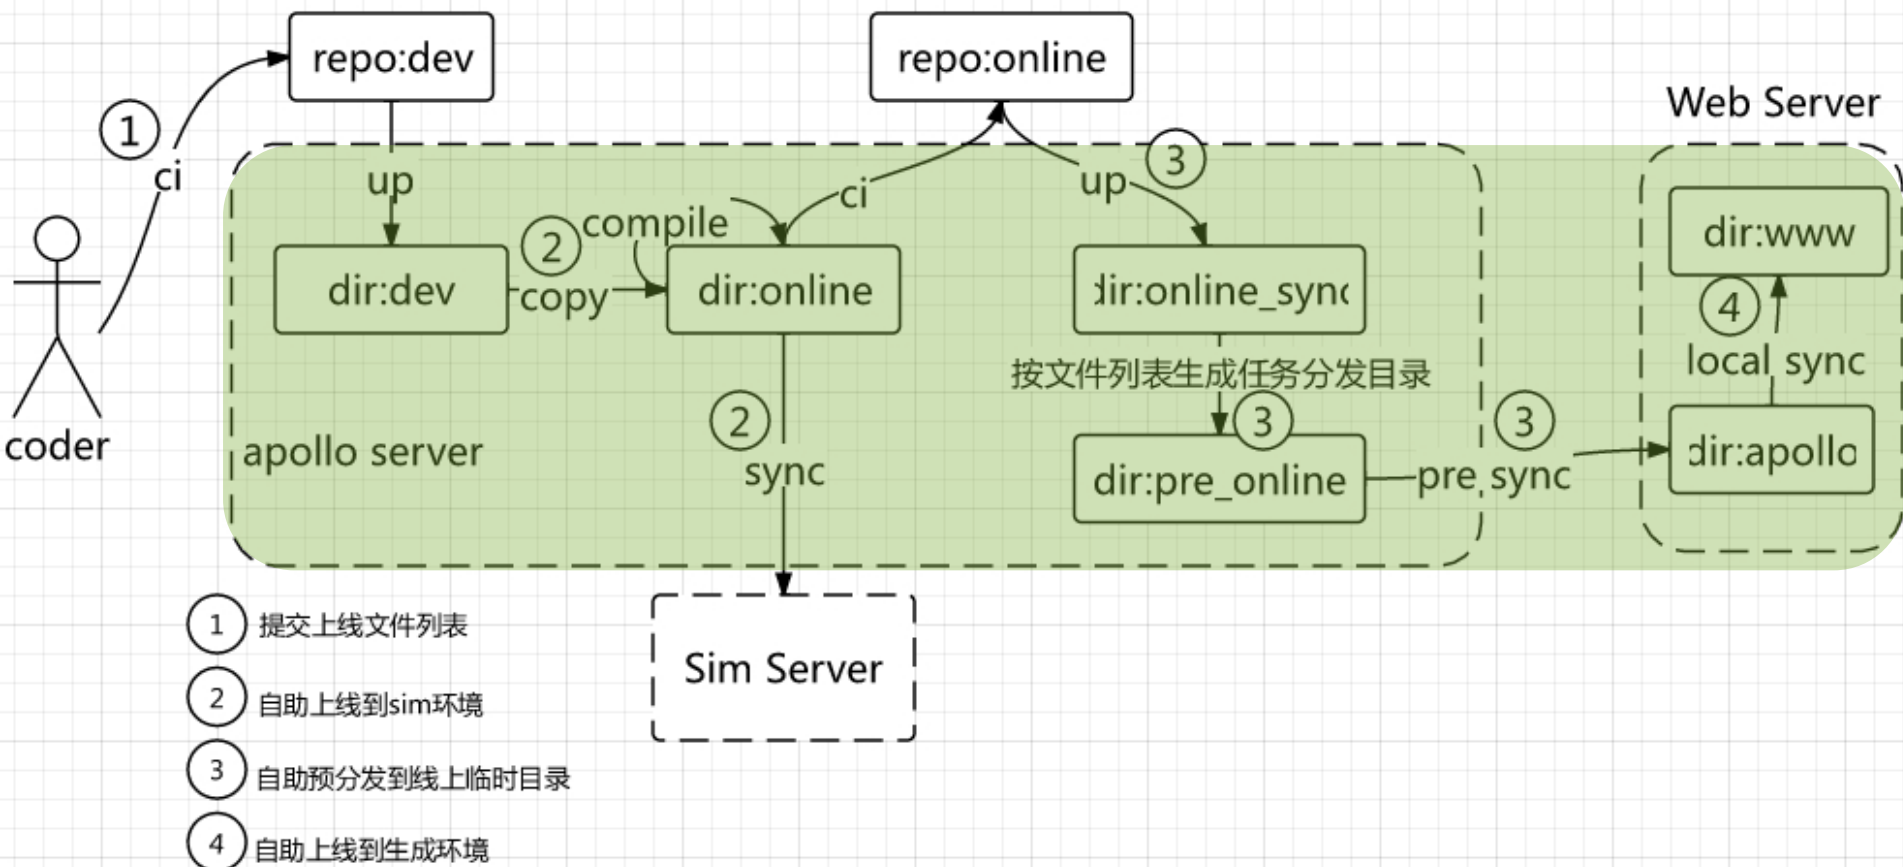 repo:dev
repo:online
Web Server
1
ci
up
compile
ci
up
3
dir:www
2
copy
dir:dev
dir:online
dir:online_sync
4
local sync
按文件列表生成任务分发目录
coder
apollo server
2
sync
3
dir:pre_online
3
pre sync
dir:apollo
1 提交上线文件列表
2 自助上线到sim环境
Sim Server
3 自助预分发到线上临时目录
4 自助上线到生成环境